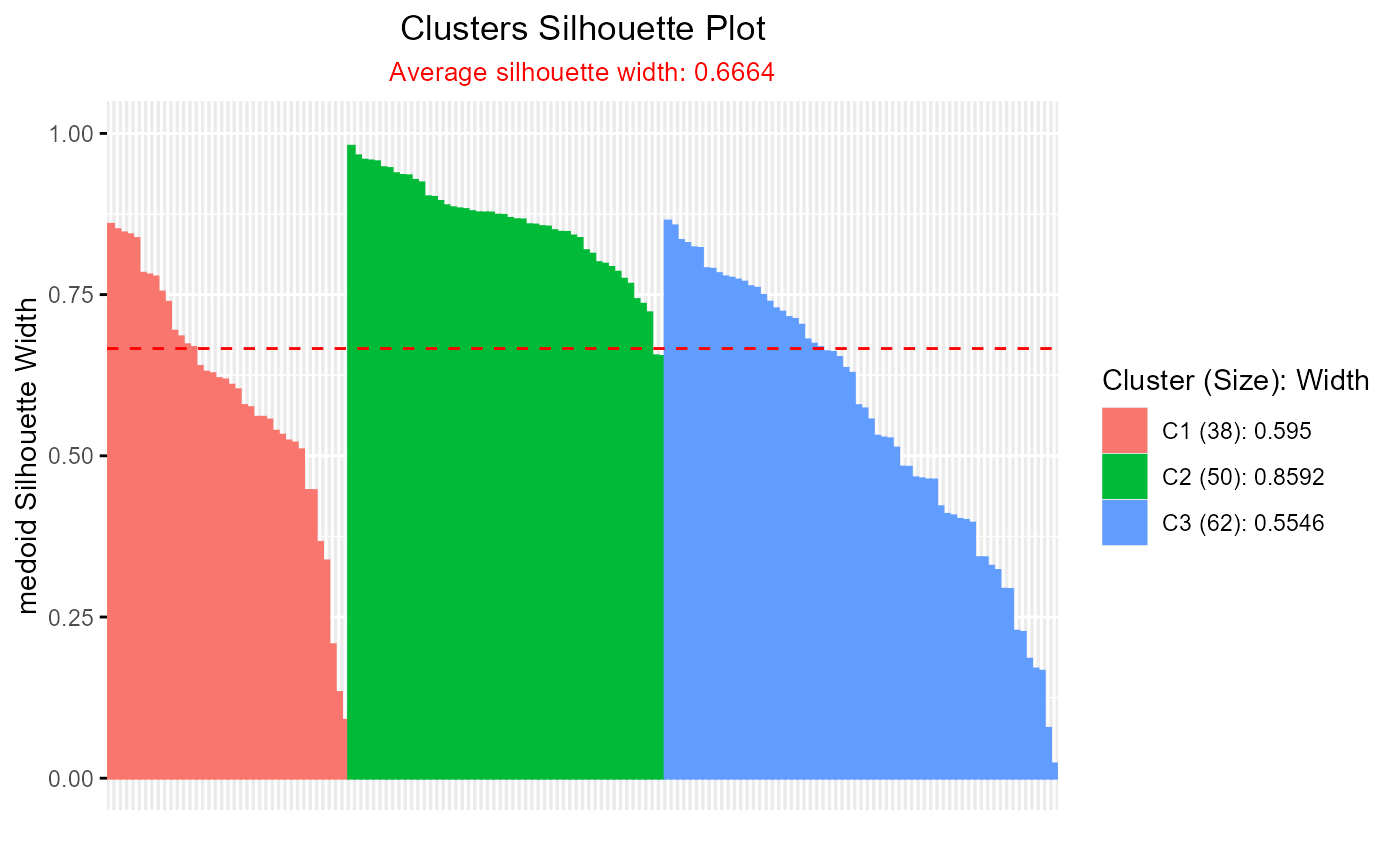 Clusters Silhouette Plot
Average silhouette width: 0.6664
medoid Silhouette Width
1.00
0.75
0.50
0.25
0.00
Cluster (Size): Width
C1 (38): 0.595
C2 (50): 0.8592
C3 (62): 0.5546